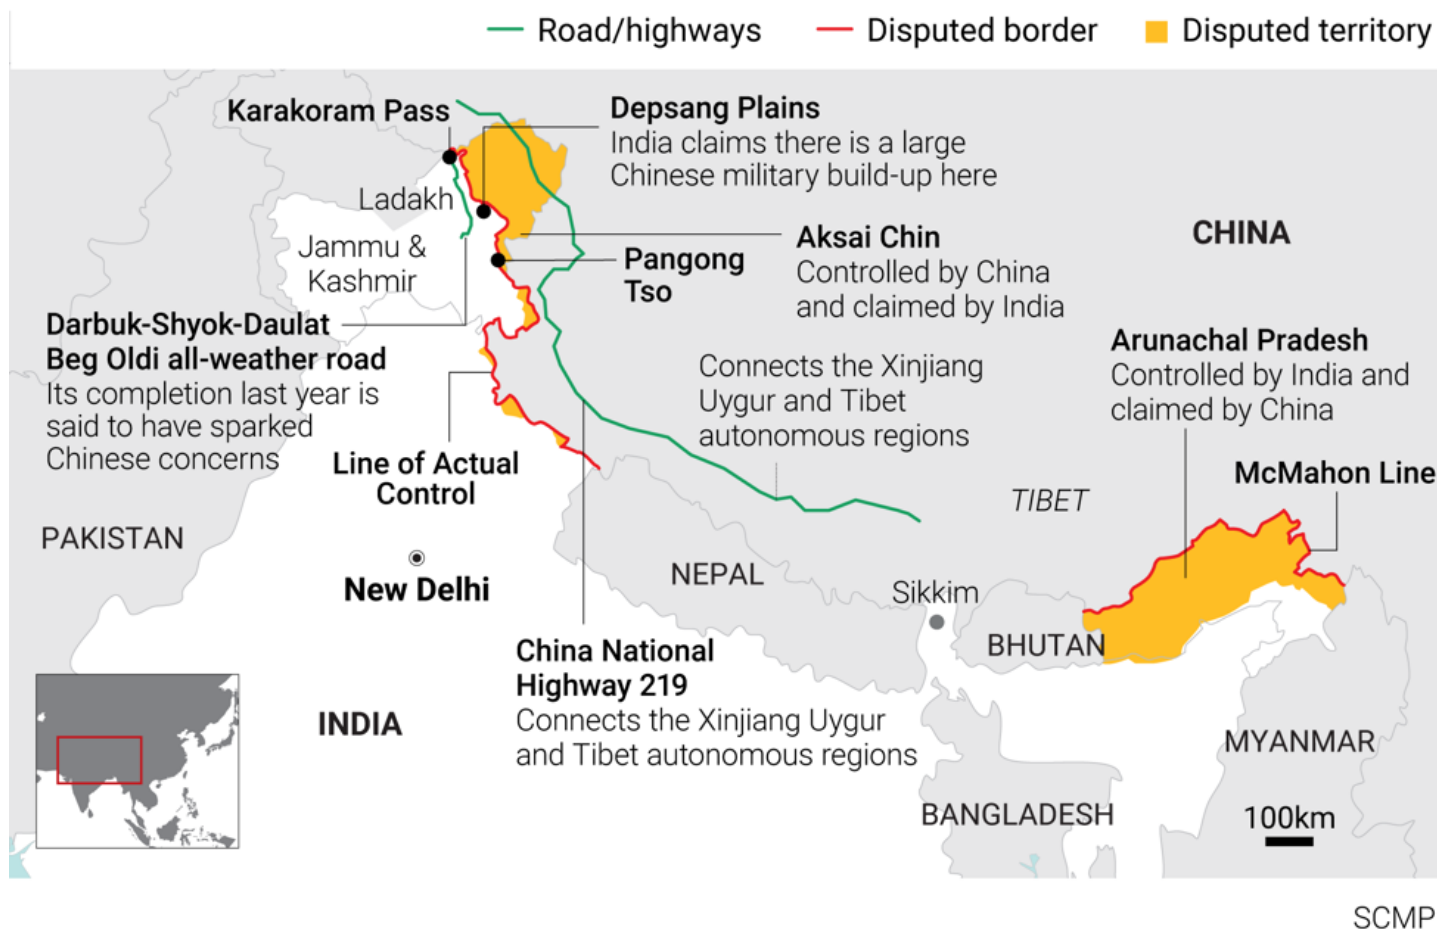 Road/highways
Disputed border
Disputed territory
Karakoram Pass
Depsang Plains
India claims there is a large
Chinese military build-up here
Ladakh
Jammu &
Kashmir
Aksai Chin
Controlled by China
and claimed by India
CHINA
Pangong
Tso
Darbuk-Shyok-Daulat
Beg Oldi all-weather road
Its completion last year is
said to have sparked
Chinese concerns
Connects the Xinjiang
Uygur and Tibet
autonomous regions
Arunachal Pradesh
Controlled by India and
claimed by China
Line of Actual
Control
McMahon Line
TIBET
PAKISTAN
New Delhi
NEPAL
Sikkim
BHUTAN
China National
Highway 219
Connects the Xinjiang Uygur
and Tibet autonomous regions
INDIA
MYANMAR
BANGLADESH
100km
SCMP